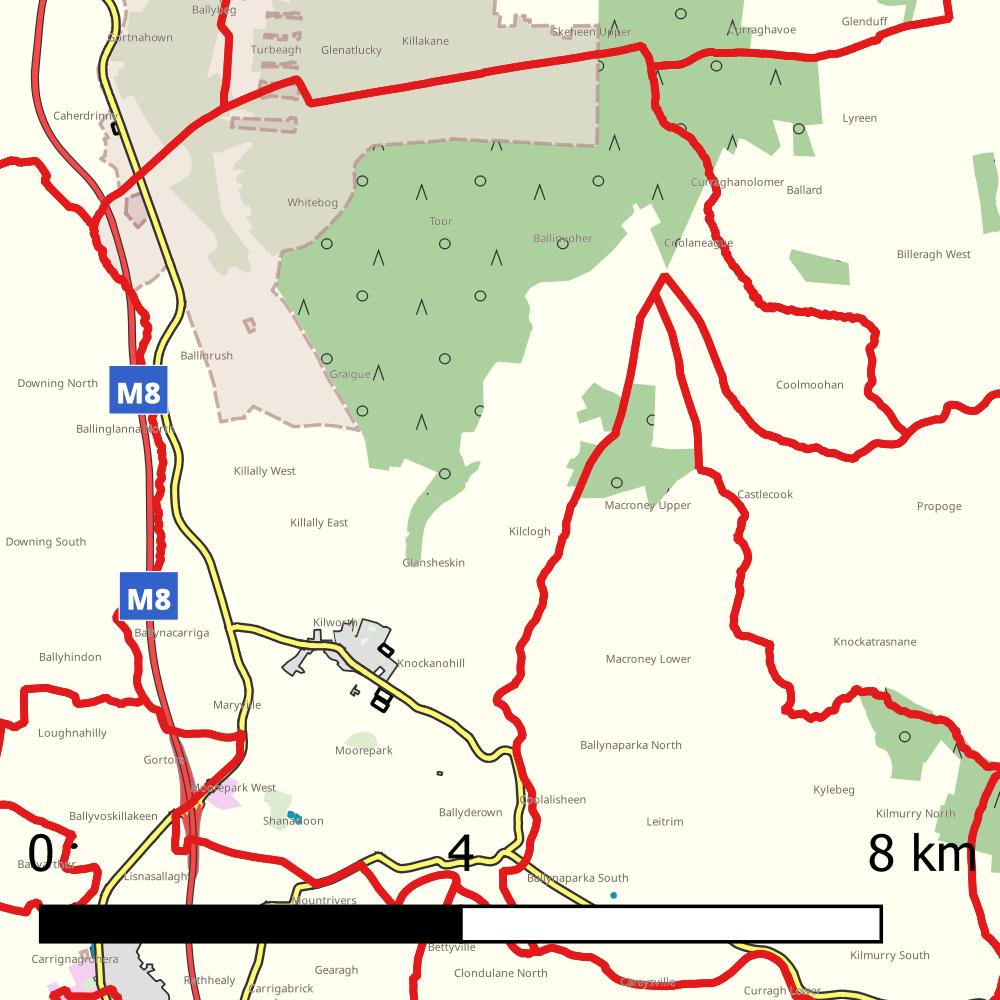 Ballybeg
Glenduff
Skeheen Upper
Curraghavoe
Gortnahown
Killakane
Turbeagh
Glenatlucky
Caherdrinny
Lyreen
Curraghanolomer
Ballard
Whitebog
Toor
Ballinvoher
Coolaneague
Billeragh West
Ballinrush
Graigue
Downing North
Coolmoohan
M8
Ballinglanna North
Killally West
Castlecook
Macroney Upper
Propoge
Killally East
Kilclogh
Downing South
Glansheskin
M8
Kilworth
Ballynacarriga
Knockatrasnane
Ballyhindon
Macroney Lower
Knockanohill
Maryville
Loughnahilly
Ballynaparka North
Moorepark
Gortore
Moorepark West
Kylebeg
Coolalisheen
Ballyderown
Kilmurry North
Ballyvoskillakeen
Shanacloon
Leitrim
0
4
8 km
Ballyarthur
Lisnasallagh
Ballynaparka South
Mountrivers
Bettyville
Carrignagroghera
Kilmurry South
Gearagh
Clondulane North
Rathhealy
Careysville
Carrigabrick
Curragh Lower